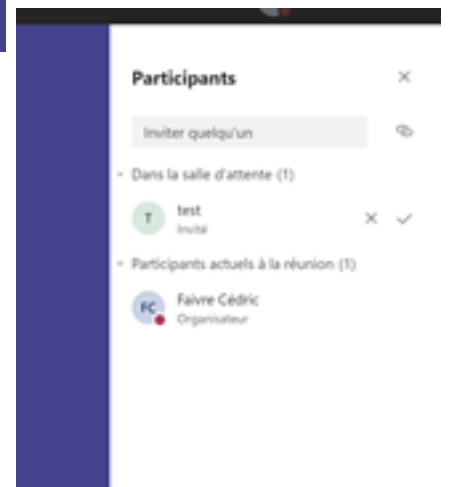 Participants
Inviter quelqu'un
Dans la salle d'attente (1)
T
test
Invité
Participants actuels à la réunion (1)
FC
Faivre Cédric
Organisateur